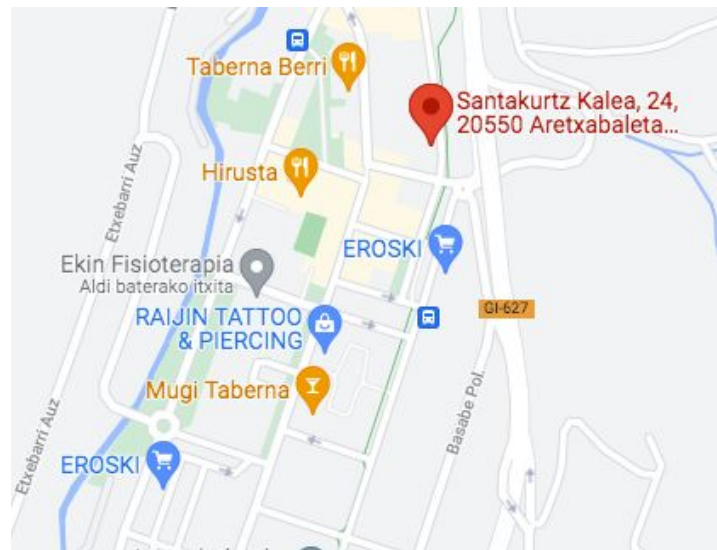 Taberna Berri
Santakurtz Kalea, 24,
20550 Aretxabaleta...
Etxebarri Auz
Hirusta
EROSKI
Ekin Fisioterapia
Aldi baterako itxita
GI-627
RAIJIN TATTOO
& PIERCING
Mugi Taberna
Basabe Pol.
Etxebarri Auz
EROSKI